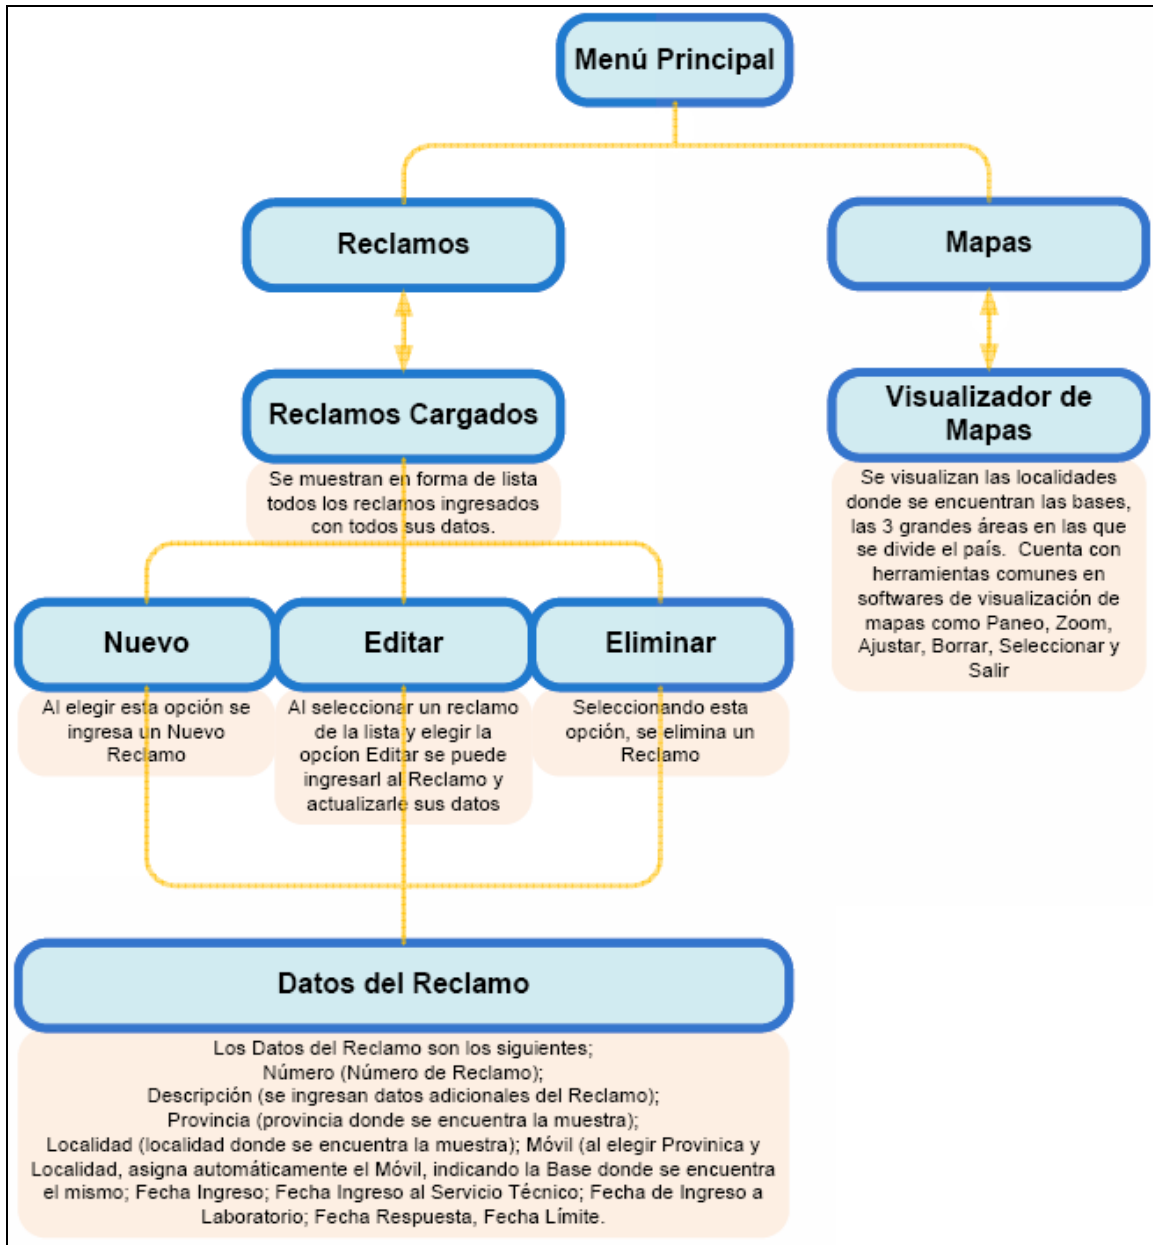 Menú Principal
Reclamos
Mapas
Reclamos Cargados
Se muestran en forma de lista
todos los reclamos ingresados
con todos sus datos.
Visualizador de
Mapas
Se visualizan las localidades
donde se encuentran las bases,
las 3 grandes áreas en las que
se divide el país. Cuenta con
herramientas comunes en
softwares de visualización de
mapas como Paneo, Zoom,
Ajustar, Borrar, Seleccionar y
Salir
Nuevo
Al elegir esta opción se
ingresa un Nuevo
Reclamo
Editar
Al seleccionar un reclamo
de la lista y elegir la
opcíon Editar se puede
ingresarl al Reclamo y
actualizarle sus datos
Eliminar
Seleccionando esta
opción, se elimina un
Reclamo
Datos del Reclamo
Los Datos del Reclamo son los siguientes;
Número (Número de Reclamo);
Descripción (se ingresan datos adicionales del Reclamo);
Provincia (provincia donde se encuentra la muestra);
Localidad (localidad donde se encuentra la muestra); Móvil (al elegir Provinica y
Localidad, asigna automáticamente el Móvil, indicando la Base donde se encuentra
el mismo; Fecha Ingreso; Fecha Ingreso al Servicio Técnico; Fecha de Ingreso a
Laboratorio; Fecha Respuesta, Fecha Límite.